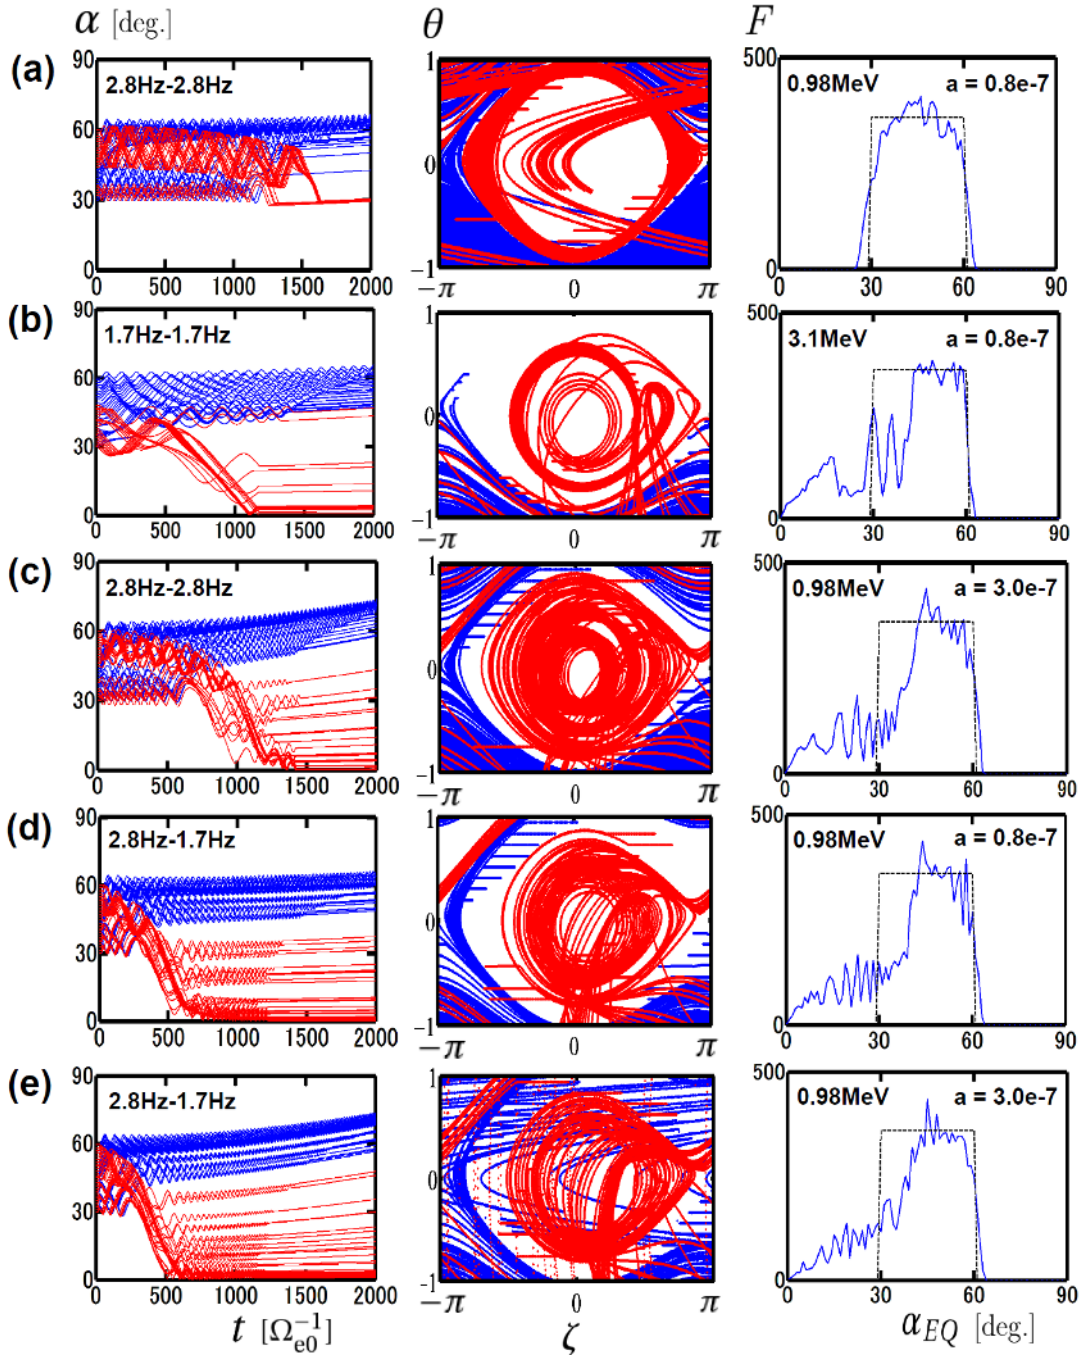 α [deg.] θ F
(a)
90
60
30
0
2.8Hz-2.8Hz
0 500 1000 1500 2000
1
0
−1
−π 0 π
500
0
0.98MeV a = 0.8e-7
0 30 60 90
(b)
90
60
30
0
1.7Hz-1.7Hz
0 500 1000 1500 2000
1
0
−1
−π 0 π
500
0
3.1MeV a = 0.8e-7
0 30 60 90
(c)
90
60
30
0
2.8Hz-2.8Hz
0 500 1000 1500 2000
1
0
−1
−π 0 π
500
0
0.98MeV a = 3.0e-7
0 30 60 90
(d)
90
60
30
0
2.8Hz-1.7Hz
0 500 1000 1500 2000
1
0
−1
−π 0 π
500
0
0.98MeV a = 0.8e-7
0 30 60 90
(e)
90
60
30
0
2.8Hz-1.7Hz
0 500 1000 1500 2000
1
0
−1
−π 0 π
500
0
0.98MeV a = 3.0e-7
0 30 60 90
t [Ω_{e0}^{-1}] ζ α_{EQ} [deg.]